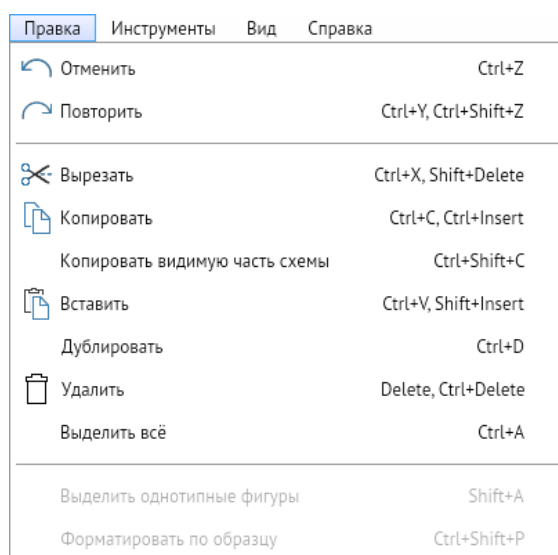 Правка Инструменты Вид Справка
Отменить Ctrl+Z
Повторить Ctrl+Y, Ctrl+Shift+Z
Вырезать Ctrl+X, Shift+Delete
Копировать Ctrl+C, Ctrl+Insert
Копировать видимую часть схемы Ctrl+Shift+C
Вставить Ctrl+V, Shift+Insert
Дублировать Ctrl+D
Удалить Delete, Ctrl+Delete
Выделить всё Ctrl+A
Выделить однотипные фигуры Shift+A
Форматировать по образцу Ctrl+Shift+P